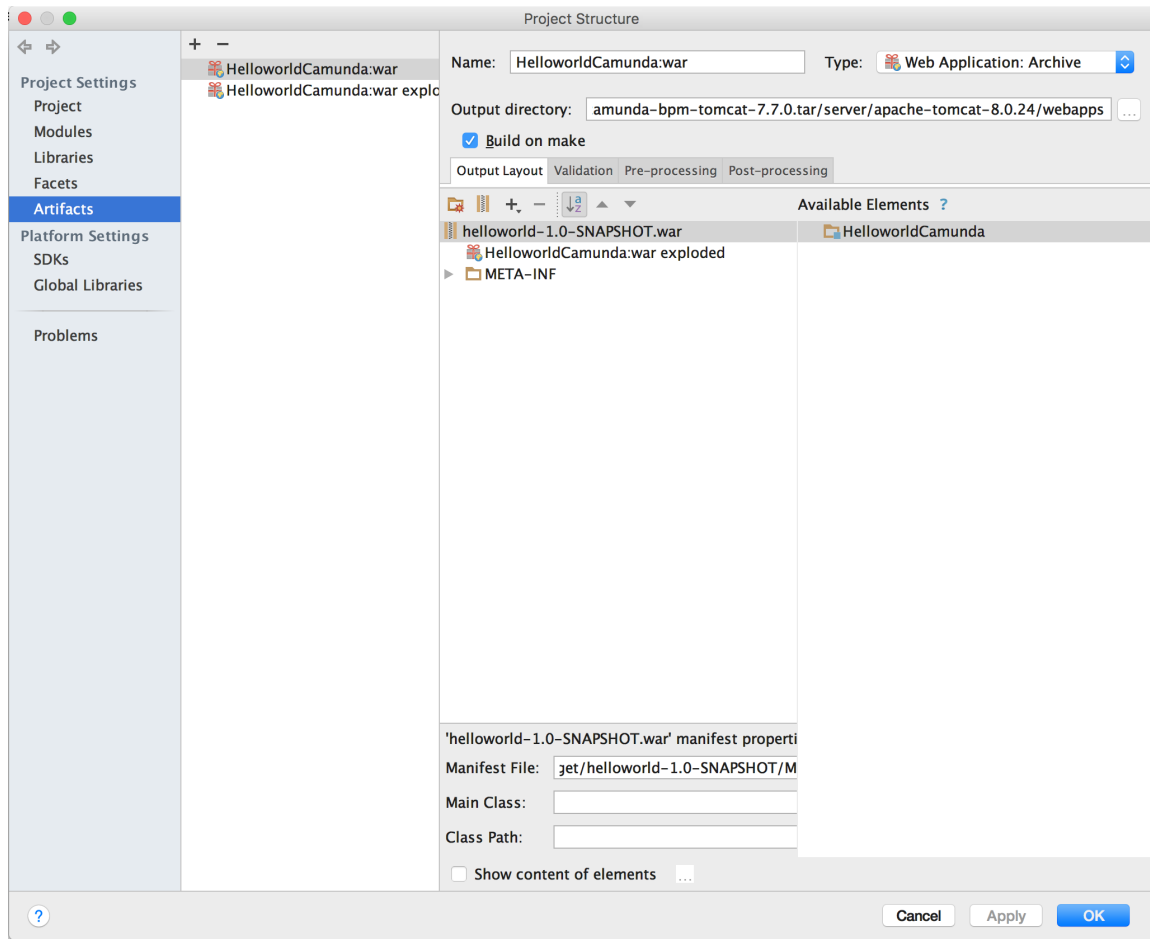 Project Structure
Project Settings
Project
Modules
Libraries
Facets
Artifacts
Platform Settings
SDKs
Global Libraries
Problems
+ −
HelloworldCamunda:war
HelloworldCamunda:war explo
Name: HelloworldCamunda:war Type: Web Application: Archive
Output directory: amunda-bpm-tomcat-7.7.0.tar/server/apache-tomcat-8.0.24/webapps ...
Build on make
Output Layout Validation Pre-processing Post-processing
Available Elements ?
helloworld-1.0-SNAPSHOT.war
HelloworldCamunda:war exploded
META-INF
HelloworldCamunda
'helloworld-1.0-SNAPSHOT.war' manifest properti
Manifest File: get/helloworld-1.0-SNAPSHOT/M
Main Class:
Class Path:
Show content of elements ...
? Cancel Apply OK